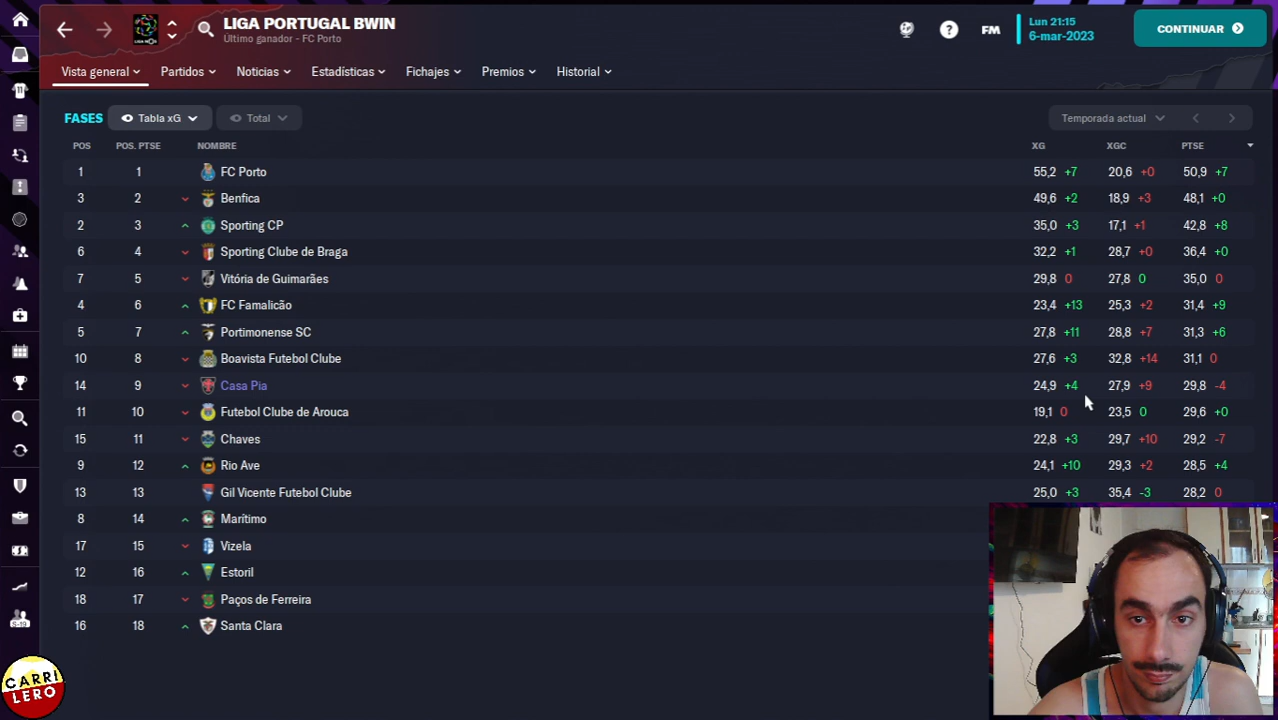 LIGA PORTUGAL BWIN
Último ganador - FC Porto
FM
Lun 21:15
6-mar-2023
CONTINUAR
Vista general Partidos Noticias Estadísticas Fichajes Premios Historial
FASES Tabla xG Total Temporada actual
POS POS. PTSE NOMBRE XG XGC PTSE
1 1 FC Porto 55,2 +7 20,6 +0 50,9 +7
3 2 Benfica 49,6 +2 18,9 +3 48,1 +0
2 3 Sporting CP 35,0 +3 17,1 +1 42,8 +8
6 4 Sporting Clube de Braga 32,2 +1 28,7 +0 36,4 +0
7 5 Vitória de Guimarães 29,8 0 27,8 0 35,0 0
4 6 FC Famalicão 23,4 +13 25,3 +2 31,4 +9
5 7 Portimonense SC 27,8 +11 28,8 +7 31,3 +6
10 8 Boavista Futebol Clube 27,6 +3 32,8 +14 31,1 0
14 9 Casa Pia 24,9 +4 27,9 +9 29,8 -4
11 10 Futebol Clube de Arouca 19,1 0 23,5 0 29,6 +0
15 11 Chaves 22,8 +3 29,7 +10 29,2 -7
9 12 Rio Ave 24,1 +10 29,3 +2 28,5 +4
13 13 Gil Vicente Futebol Clube 25,0 +3 35,4 -3 28,2 0
8 14 Marítimo
17 15 Vizela
12 16 Estoril
18 17 Paços de Ferreira
16 18 Santa Clara
CARRI
LERO